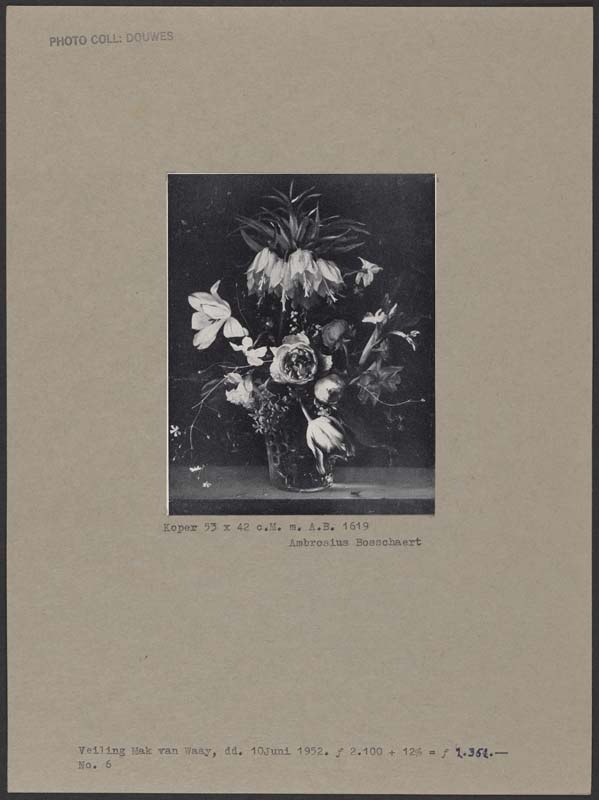 PHOTO COLL: DOUWES
Koper 53 x 42 c.M. m. A.B. 1619
Ambrosius Bosschaert
Veiling Mak van Waay, dd. 10Juni 1952. ƒ 2.100 + 12% = ƒ 2.352.—
No. 6